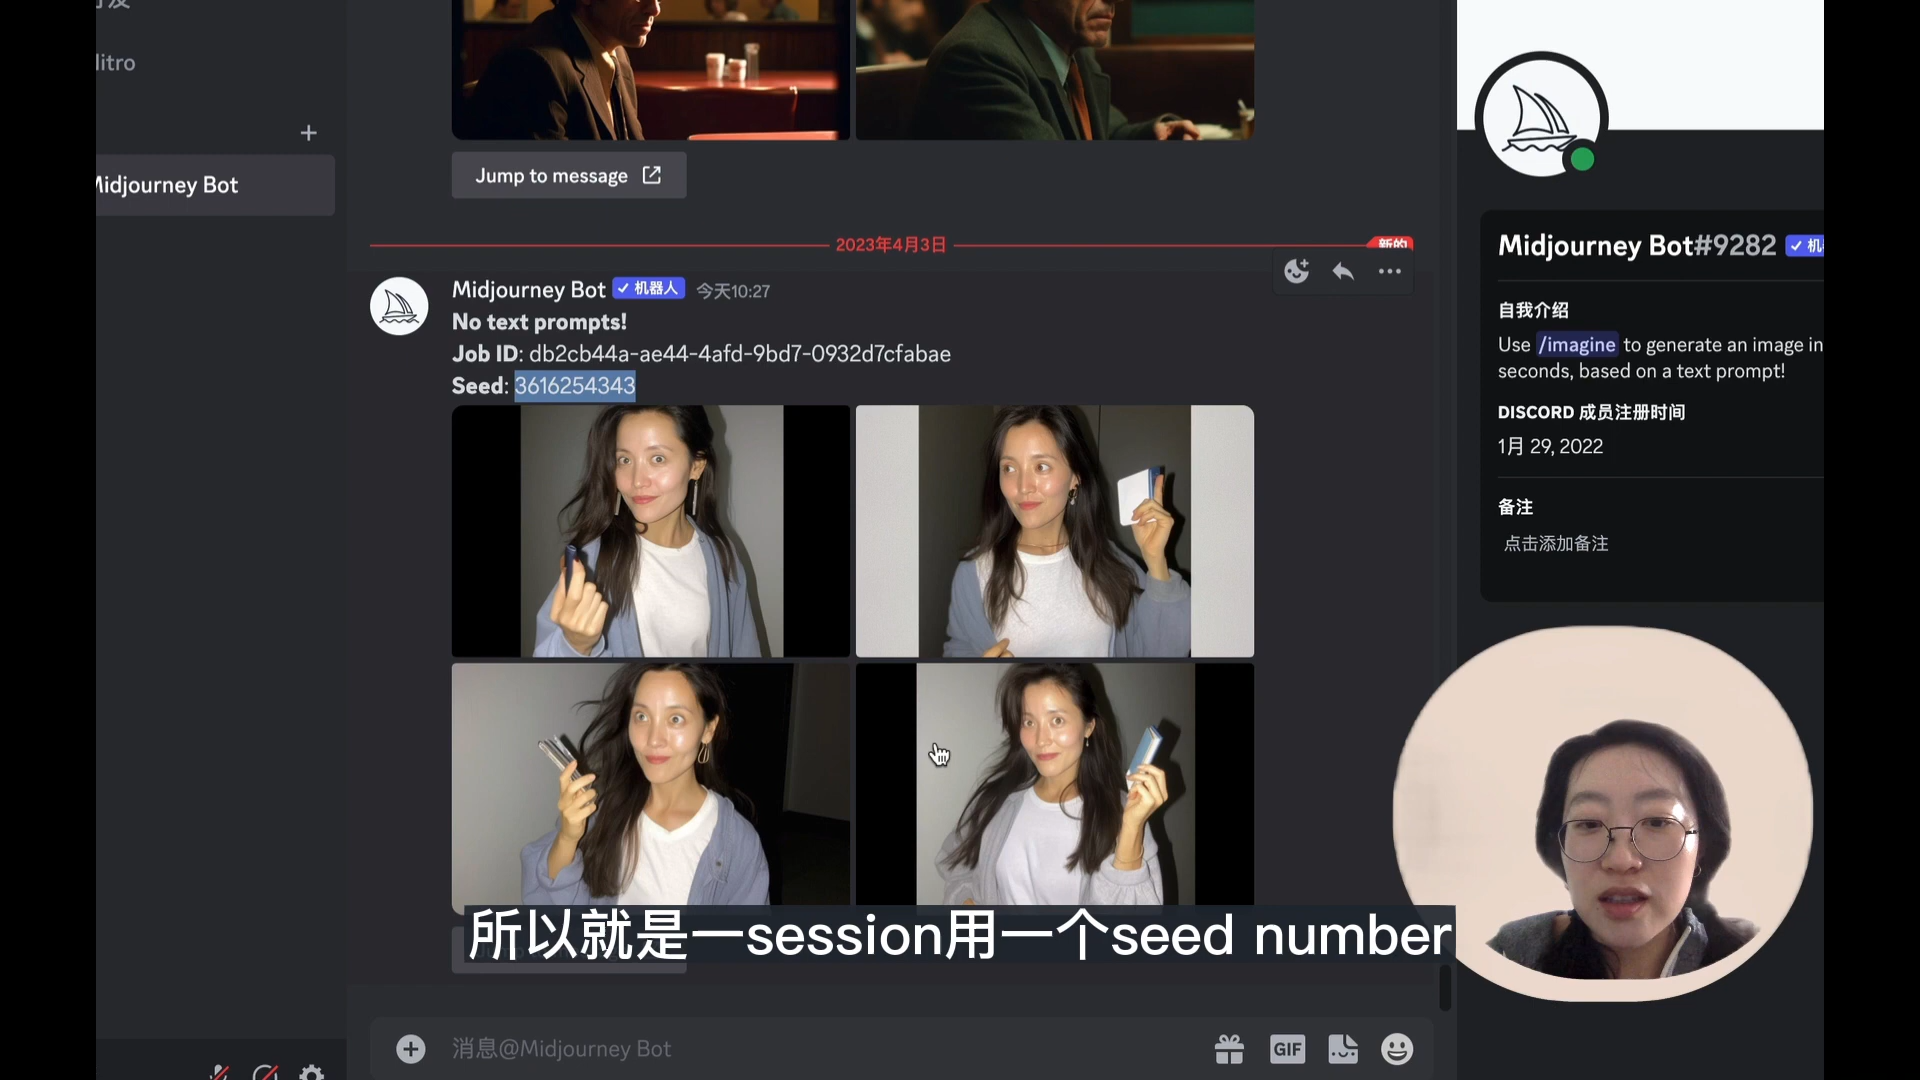 Jump to message
2023年4月3日
新的
Midjourney Bot
Midjourney Bot 机器人 今天10:27
No text prompts!
Job ID: db2cb44a-ae44-4afd-9bd7-0932d7cfabae
Seed: 3616254343
所以就是一session用一个seed number
消息@Midjourney Bot
GIF
Midjourney Bot#9282
自我介绍
Use /imagine to generate an image in
seconds, based on a text prompt!
DISCORD 成员注册时间
1月 29, 2022
备注
点击添加备注